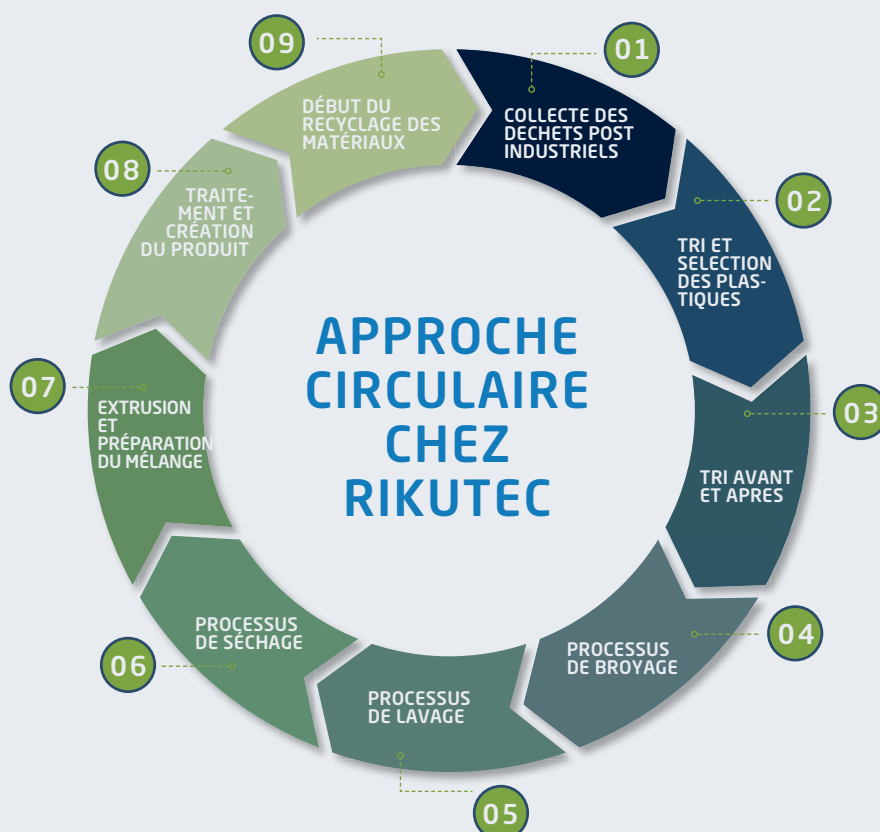 APPROCHE
CIRCULAIRE
CHEZ
RIKUTEC
01
COLLECTE DES
DECHETS POST
INDUSTRIELS
02
TRI ET
SELECTION
DES PLAS-
TIQUES
03
TRI AVANT
ET APRES
04
PROCESSUS
DE BROYAGE
05
PROCESSUS
DE LAVAGE
06
PROCESSUS
DE SÉCHAGE
07
EXTRUSION
ET
PRÉPARATION
DU MÉLANGE
08
TRAITE-
MENT ET
CRÉATION
DU PRODUIT
09
DÉBUT DU
RECYCLAGE DES
MATÉRIAUX